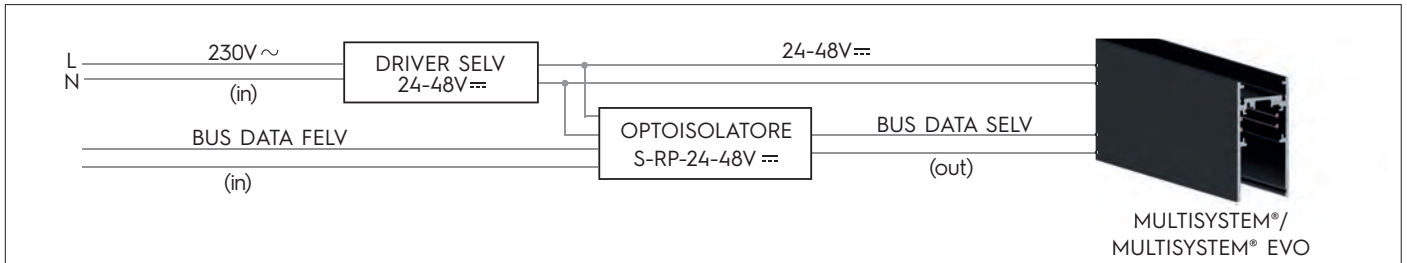 L
N
230V ~
(in)
DRIVER SELV
24-48V ⎓
24-48V ⎓
BUS DATA FELV
(in)
OPTOISOLATORE
S-RP-24-48V ⎓
BUS DATA SELV
(out)
MULTISYSTEM®/
MULTISYSTEM® EVO